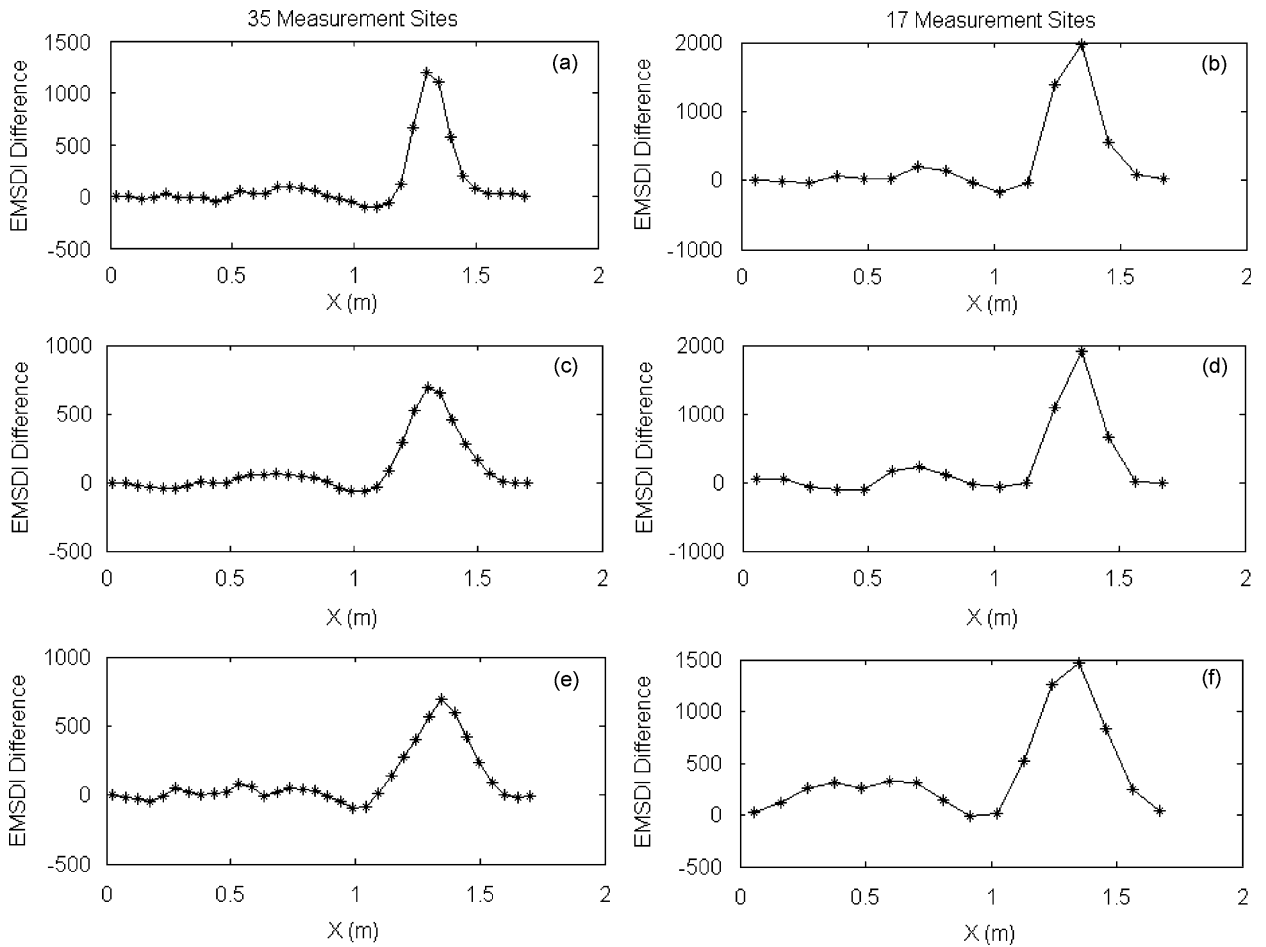 35 Measurement Sites
17 Measurement Sites
EMSDI Difference
1500
1000
500
0
-500
(a)
0 0.5 1 1.5 2
X (m)
EMSDI Difference
2000
1000
0
-1000
(b)
0 0.5 1 1.5 2
X (m)
EMSDI Difference
1000
500
0
-500
(c)
0 0.5 1 1.5 2
X (m)
EMSDI Difference
2000
1000
0
-1000
(d)
0 0.5 1 1.5 2
X (m)
EMSDI Difference
1000
500
0
-500
(e)
0 0.5 1 1.5 2
X (m)
EMSDI Difference
1500
1000
500
0
-500
(f)
0 0.5 1 1.5 2
X (m)